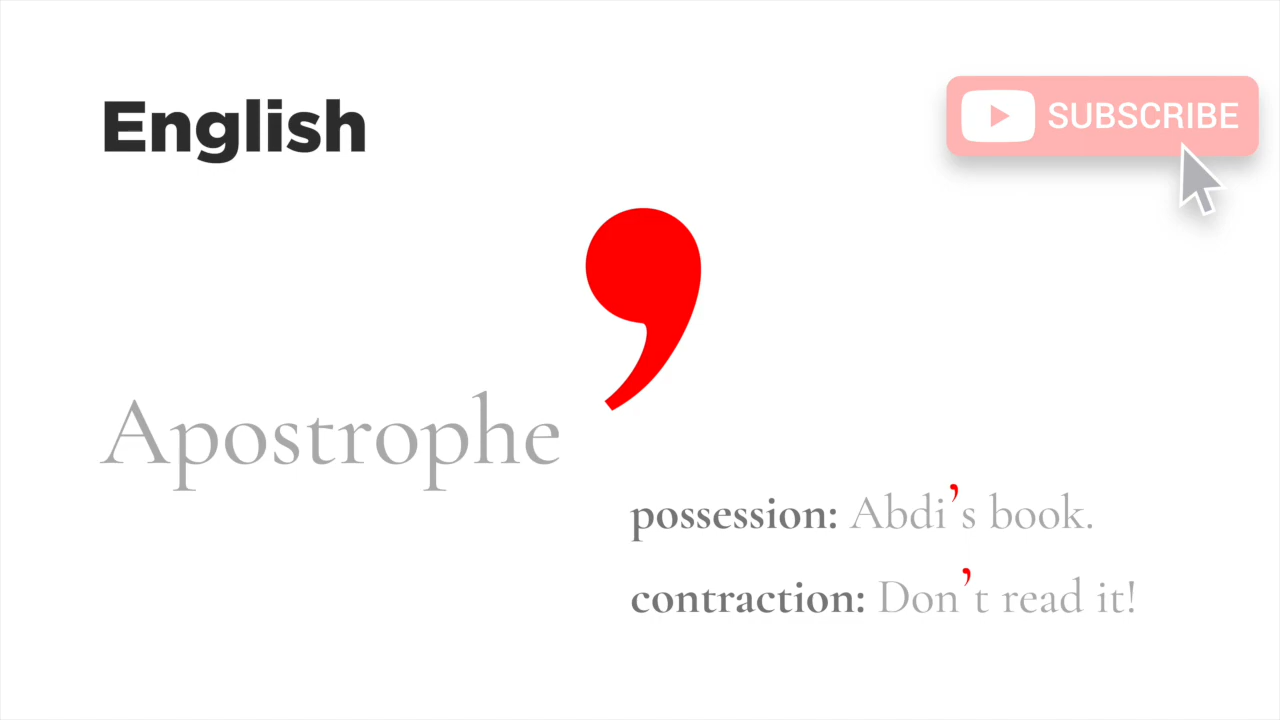 English
SUBSCRIBE
’
Apostrophe
possession: Abdi’s book.
contraction: Don’t read it!